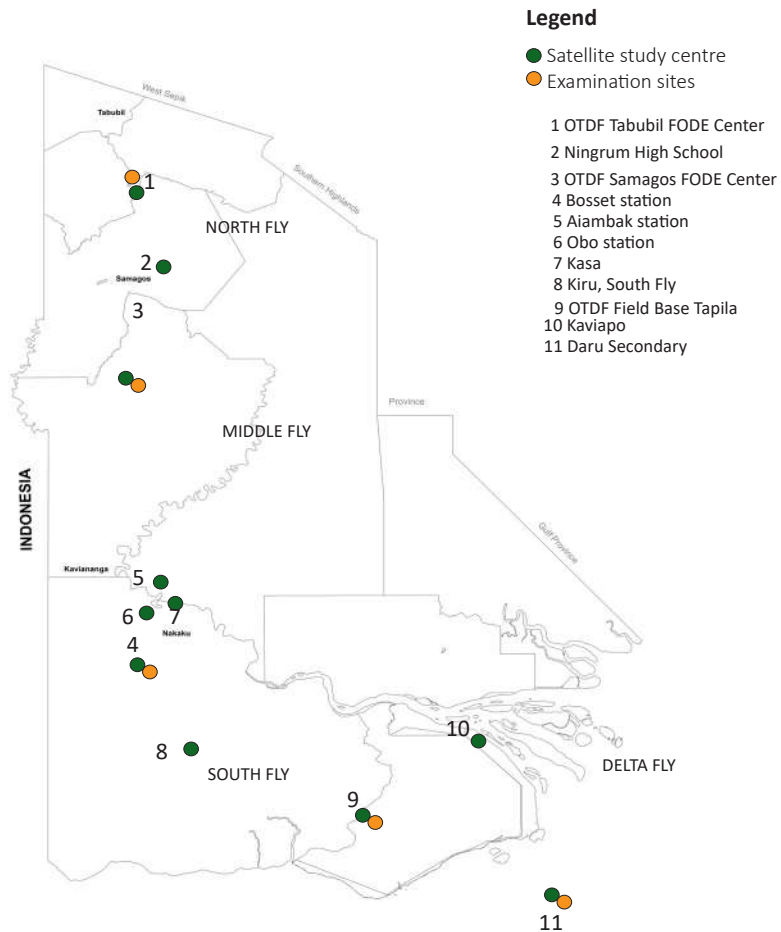 Legend
Satellite study centre
Examination sites
1 OTDF Tabubil FODE Center
2 Ningrum High School
3 OTDF Samagos FODE Center
4 Bosset station
5 Aiambak station
6 Obo station
7 Kasa
8 Kiru, South Fly
9 OTDF Field Base Tapila
10 Kaviapo
11 Daru Secondary
West Sepik
Tabubil
Southern Highlands
1
NORTH FLY
2
Samagos
3
Province
MIDDLE FLY
INDONESIA
Gulf Province
Kaviananga
5
6
7
Nakaku
4
10
8
SOUTH FLY
DELTA FLY
9
11